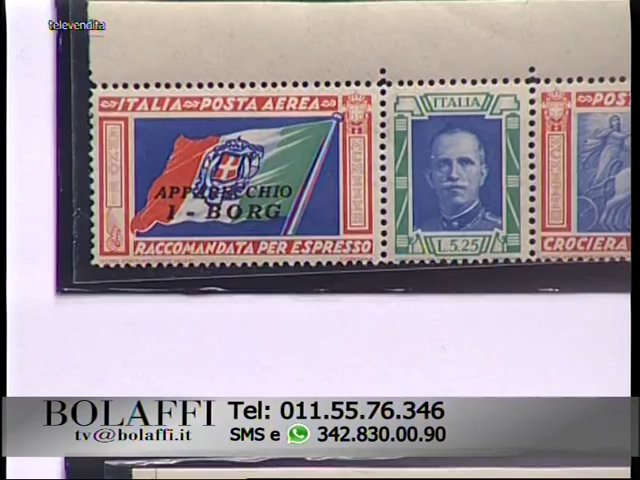 televendita
ITALIA POSTA AEREA
APPARECCHIO
I - BORG
RACCOMANDATA PER ESPRESSO
ITALIA
L. 5.25
POST
CROCIERA
BOLAFFI
tv@bolaffi.it
Tel: 011.55.76.346
SMS e 342.830.00.90